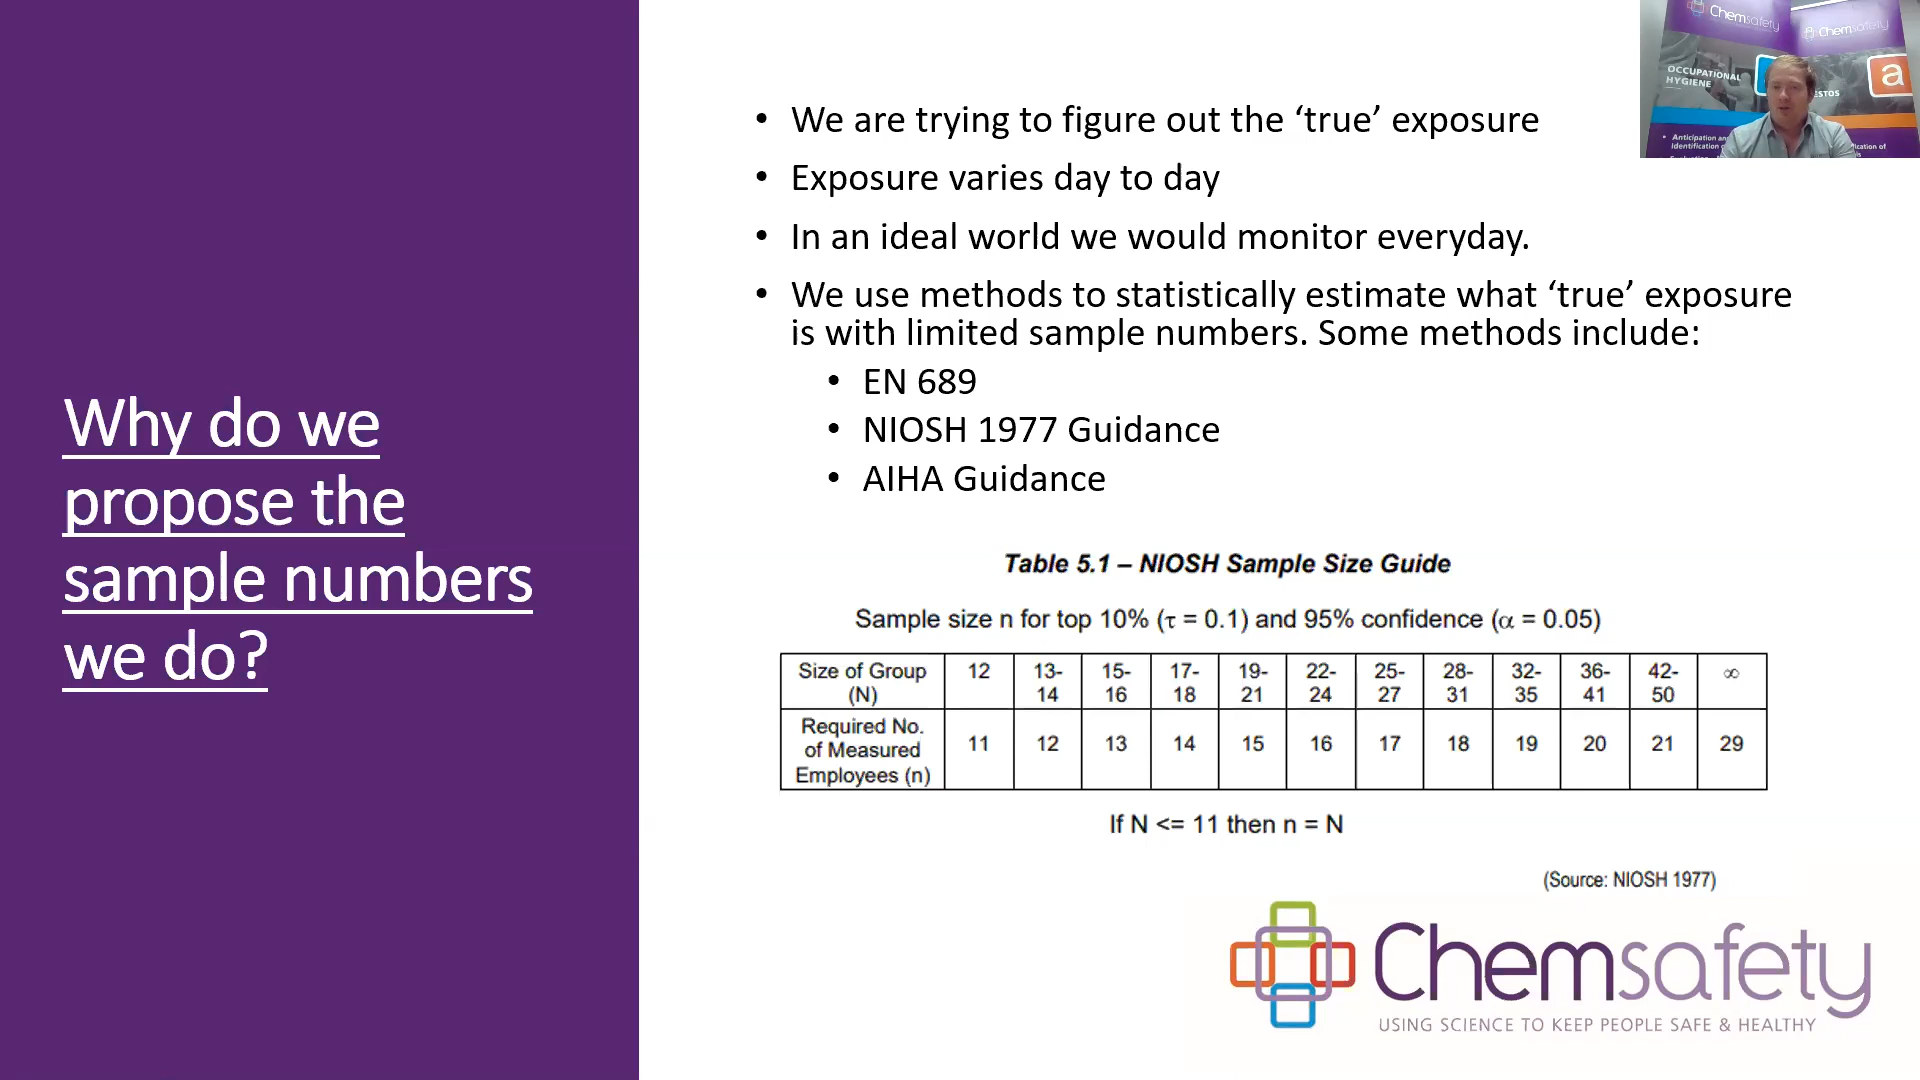 Why do we
propose the
sample numbers
we do?
• We are trying to figure out the ‘true’ exposure
• Exposure varies day to day
• In an ideal world we would monitor everyday.
• We use methods to statistically estimate what ‘true’ exposure
is with limited sample numbers. Some methods include:
• EN 689
• NIOSH 1977 Guidance
• AIHA Guidance
Table 5.1 – NIOSH Sample Size Guide
Sample size n for top 10% (τ = 0.1) and 95% confidence (α = 0.05)
Size of Group (N) 12 13-14 15-16 17-18 19-21 22-24 25-27 28-31 32-35 36-41 42-50 ∞
Required No. of Measured Employees (n) 11 12 13 14 15 16 17 18 19 20 21 29
If N <= 11 then n = N
(Source: NIOSH 1977)
Chemsafety
USING SCIENCE TO KEEP PEOPLE SAFE & HEALTHY
Chemsafety
Chemsafety
OCCUPATIONAL
HYGIENE
a